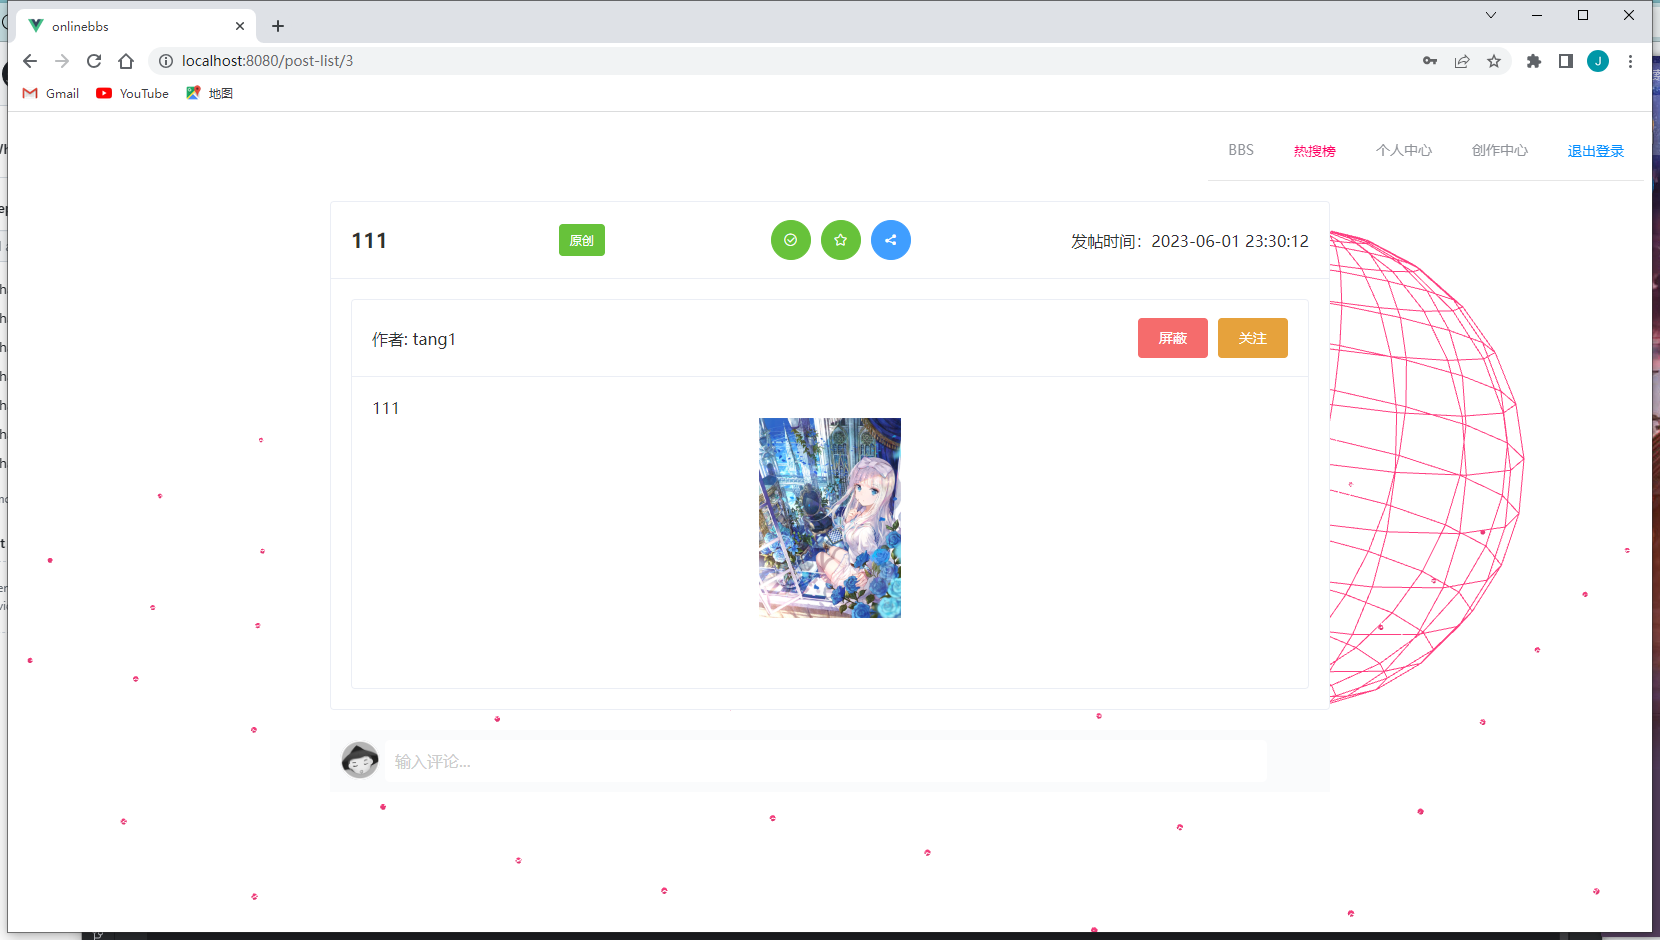 onlinebbs
localhost:8080/post-list/3
J
Gmail
YouTube
地图
BBS
热搜榜
个人中心
创作中心
退出登录
111
原创
发帖时间：2023-06-01 23:30:12
作者: tang1
屏蔽
关注
111
输入评论...